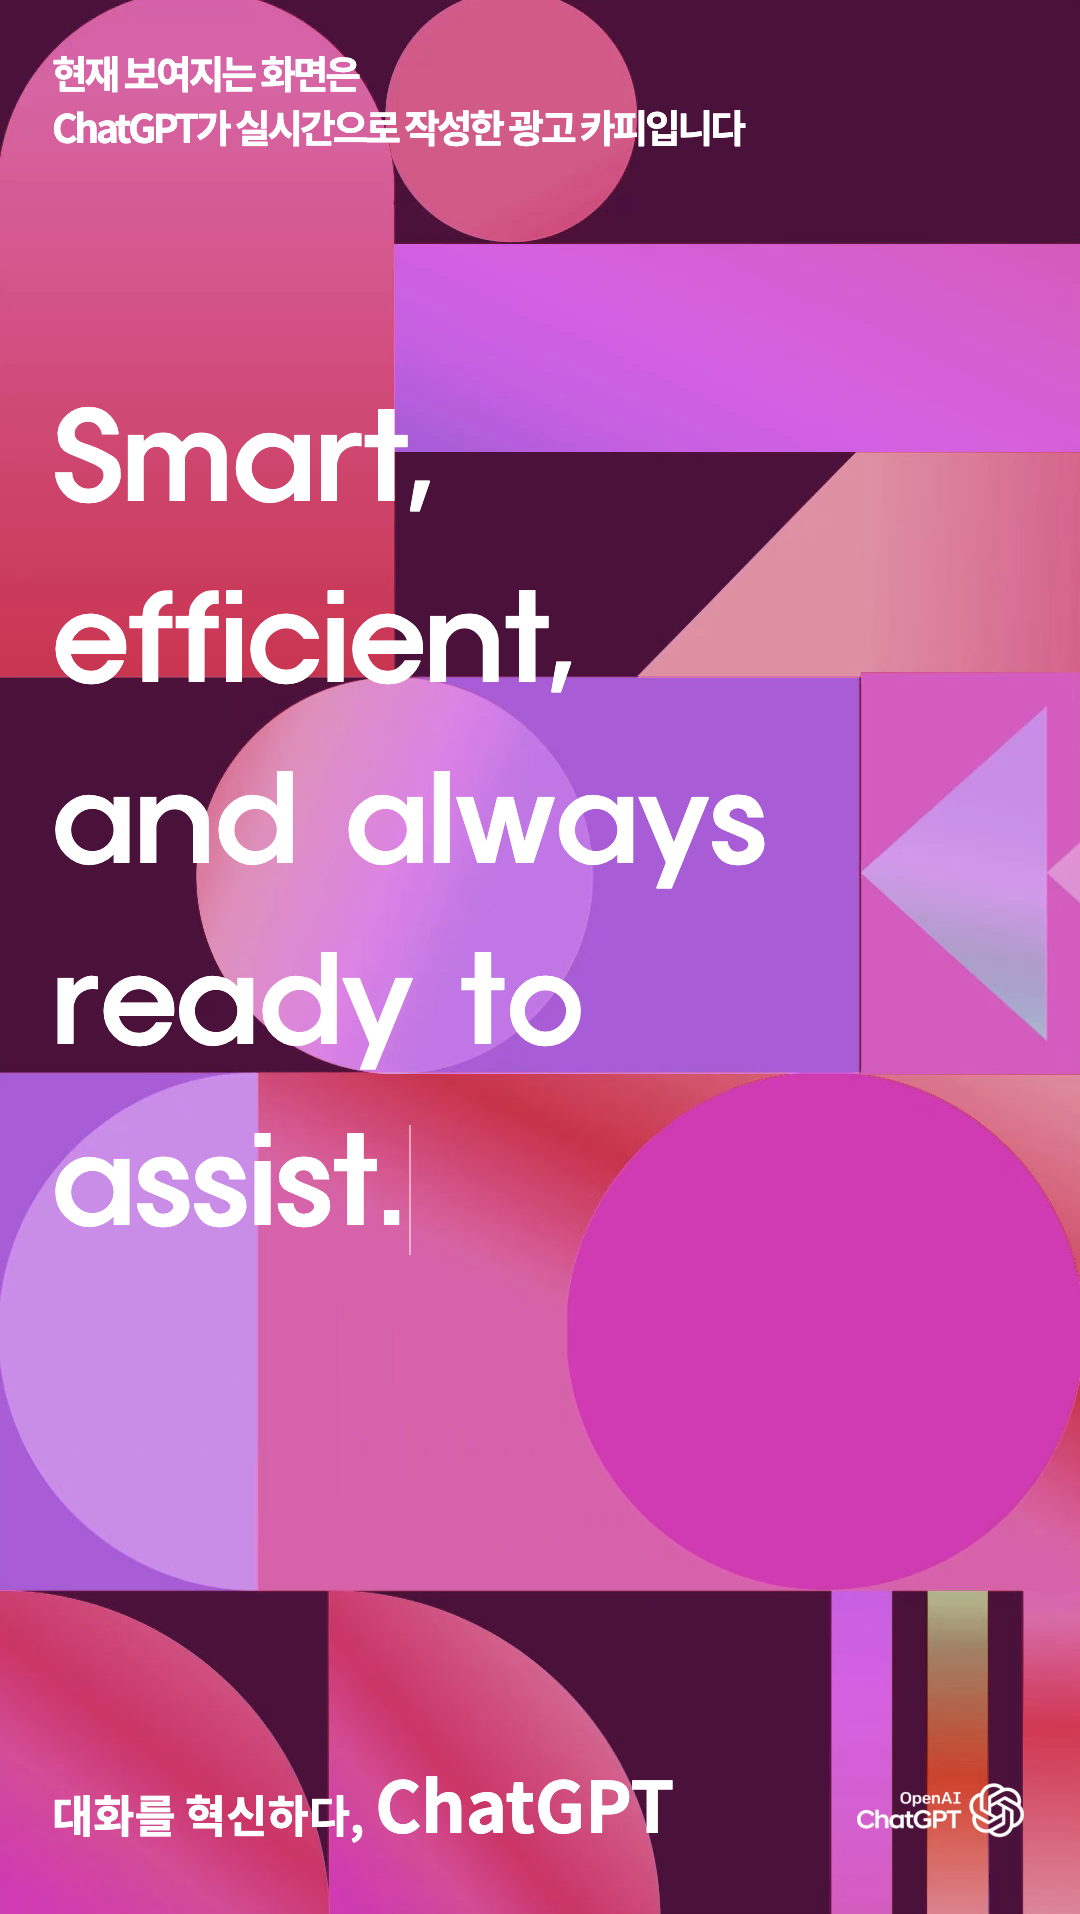 현재 보여지는 화면은
ChatGPT가 실시간으로 작성한 광고 카피입니다
Smart,
efficient,
and always
ready to
assist.
대화를 혁신하다, ChatGPT
OpenAI
ChatGPT